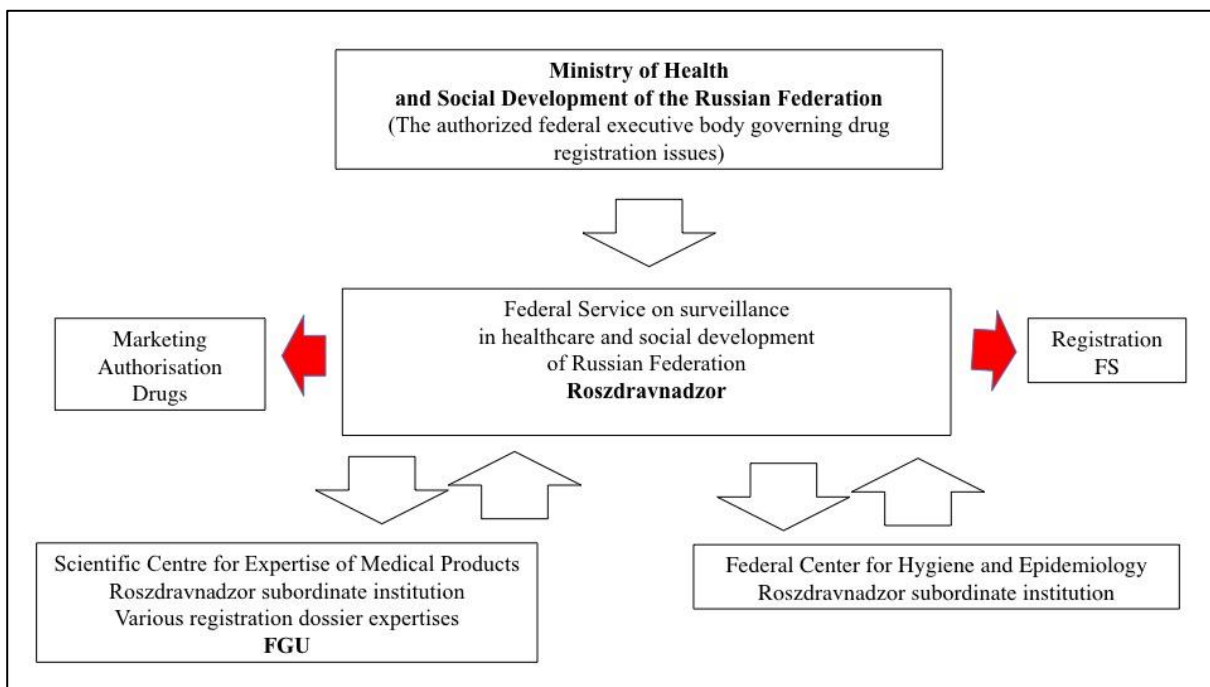 Ministry of Health
and Social Development of the Russian Federation
(The authorized federal executive body governing drug
registration issues)
Federal Service on surveillance
in healthcare and social development
of Russian Federation
Roszdravnadzor
Marketing
Authorisation
Drugs
Registration
FS
Scientific Centre for Expertise of Medical Products
Roszdravnadzor subordinate institution
Various registration dossier expertises
FGU
Federal Center for Hygiene and Epidemiology
Roszdravnadzor subordinate institution